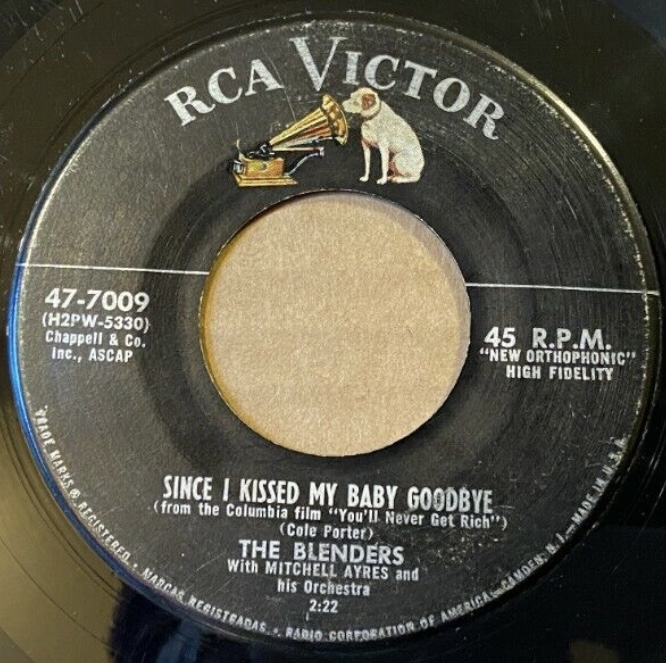 RCA VICTOR
47-7009
(H2PW-5330)
Chappell & Co.
Inc., ASCAP
45 R.P.M.
"NEW ORTHOPHONIC"
HIGH FIDELITY
SINCE I KISSED MY BABY GOODBYE
(from the Columbia film "You'll Never Get Rich")
(Cole Porter)
THE BLENDERS
With MITCHELL AYRES and
his Orchestra
2:22
TRADE MARKS ® REGISTERED • MARCAS REGISTRADAS • RADIO CORPORATION OF AMERICA, CAMDEN, N. J.—MADE IN U.S.A.